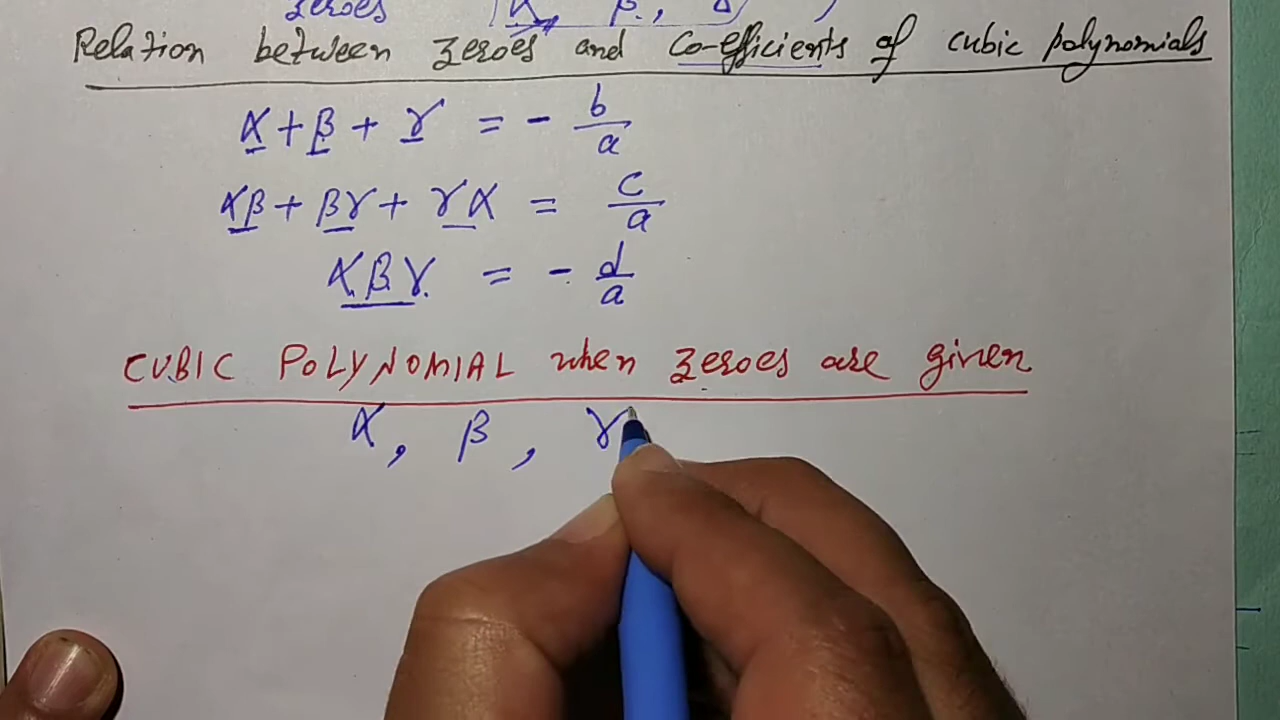 zeroes (α, β,
Relation between zeroes and co-efficients of cubic polynomials
α + β + γ = - b/a
αβ + βγ + γα = c/a
αβγ = - d/a
CUBIC POLYNOMIAL when zeroes are given
α, β, γ